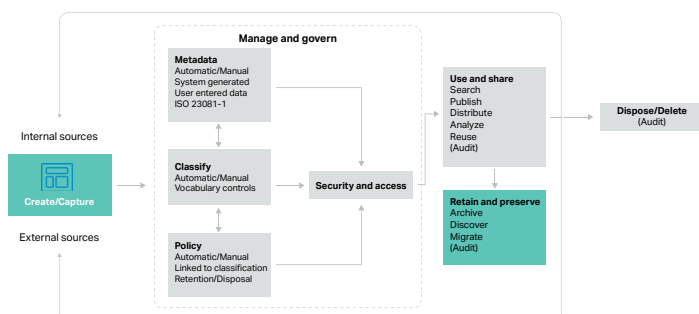 Manage and govern
Metadata
Automatic/Manual
System generated
User entered data
ISO 23081-1
Internal sources
Create/Capture
External sources
Classify
Automatic/Manual
Vocabulary controls
Policy
Automatic/Manual
Linked to classification
Retention/Disposal
Security and access
Use and share
Search
Publish
Distribute
Analyze
Reuse
(Audit)
Retain and preserve
Archive
Discover
Migrate
(Audit)
Dispose/Delete
(Audit)